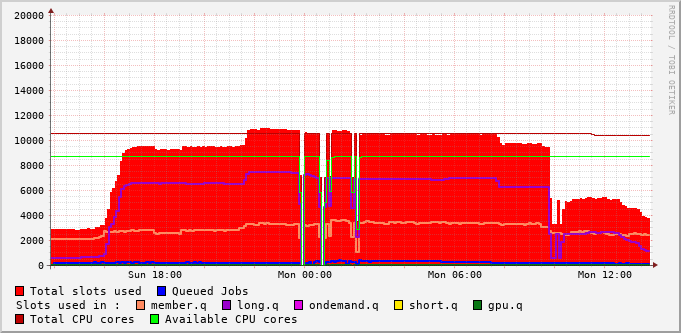 20000
18000
16000
14000
12000
10000
8000
6000
4000
2000
0
Sun 18:00 Mon 00:00 Mon 06:00 Mon 12:00
Total slots used Queued Jobs
Slots used in : member.q long.q ondemand.q short.q gpu.q
Total CPU cores Available CPU cores
RRDTOOL / TOBI OETIKER